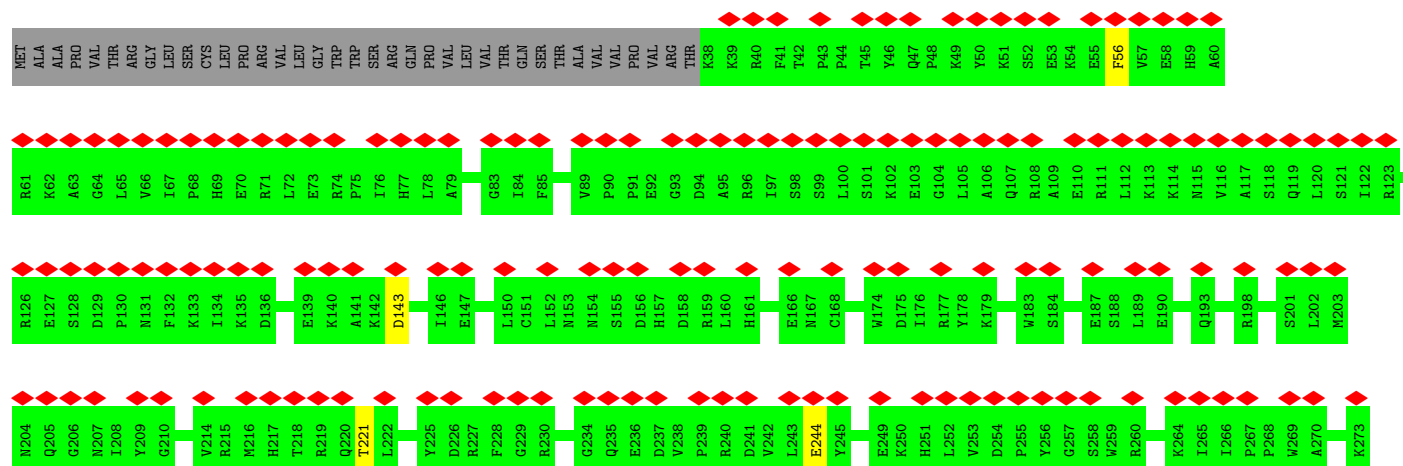 MET ALA ALA PRO VAL THR ARG GLY LEU SER CYS LEU PRO ARG VAL LEU GLY TRP TRP SER ARG GLN PRO VAL LEU VAL THR GLN SER THR ALA VAL VAL PRO VAL ARG THR K38 K39 R40 F41 T42 P43 P44 T45 Y46 Q47 P48 K49 Y50 K51 S52 E53 K54 E55 F56 V57 E58 H59 A60
R61 K62 A63 G64 L65 V66 I67 P68 H69 E70 R71 L72 E73 R74 P75 I76 H77 L78 A79 G83 I84 F85 V89 P90 P91 E92 G93 D94 A95 R96 I97 S98 S99 L100 S101 K102 E103 G104 L105 A106 Q107 R108 A109 E110 R111 L112 K113 K114 N115 V116 A117 S118 Q119 L120 S121 I122 R123
R126 E127 S128 D129 P130 N131 F132 K133 I134 K135 D136 E139 K140 A141 K142 D143 I146 E147 L150 C151 L152 N153 N154 S155 D156 H157 D158 R159 L160 H161 E166 N167 C168 W174 D175 I176 R177 Y178 K179 W183 S184 E187 S188 L189 E190 Q193 R198 S201 L202 M203
N204 Q205 G206 N207 I208 Y209 G210 V214 R215 M216 H217 T218 R219 Q220 T221 L222 Y225 D226 R227 F228 G229 R230 G234 Q235 E236 D237 V238 P239 R240 D241 V242 L243 E244 Y245 E249 K250 H251 L252 V253 D254 P255 Y256 G257 S258 W259 R260 K264 I265 I266 P267 P268 W269 A270 K273